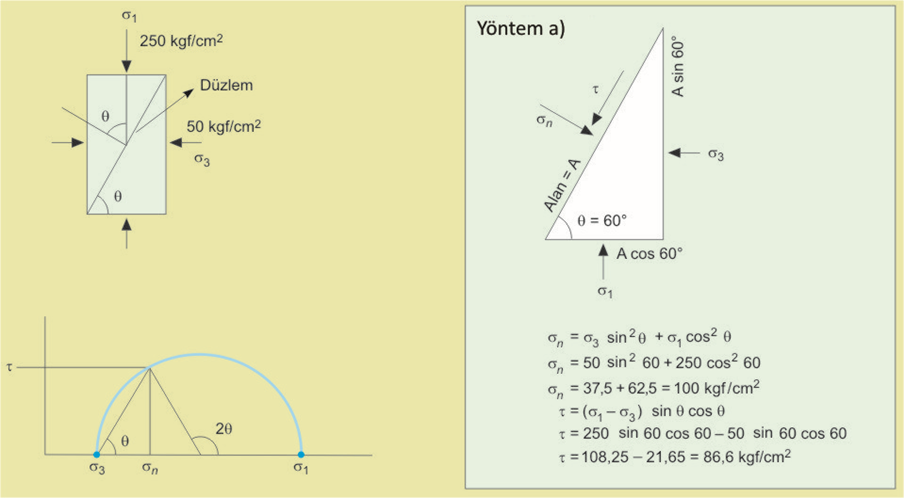 σ1
250 kgf/cm²
Düzlem
θ
50 kgf/cm²
σ3
θ
τ
θ
2θ
σ3
σn
σ1
Yöntem a)
A sin 60°
τ
σn
σ3
Alan = A
θ = 60°
A cos 60°
σ1
σn = σ3 sin² θ + σ1 cos² θ
σn = 50 sin² 60 + 250 cos² 60
σn = 37,5 + 62,5 = 100 kgf/cm²
τ = (σ1 – σ3) sin θ cos θ
τ = 250 sin 60 cos 60 – 50 sin 60 cos 60
τ = 108,25 – 21,65 = 86,6 kgf/cm²